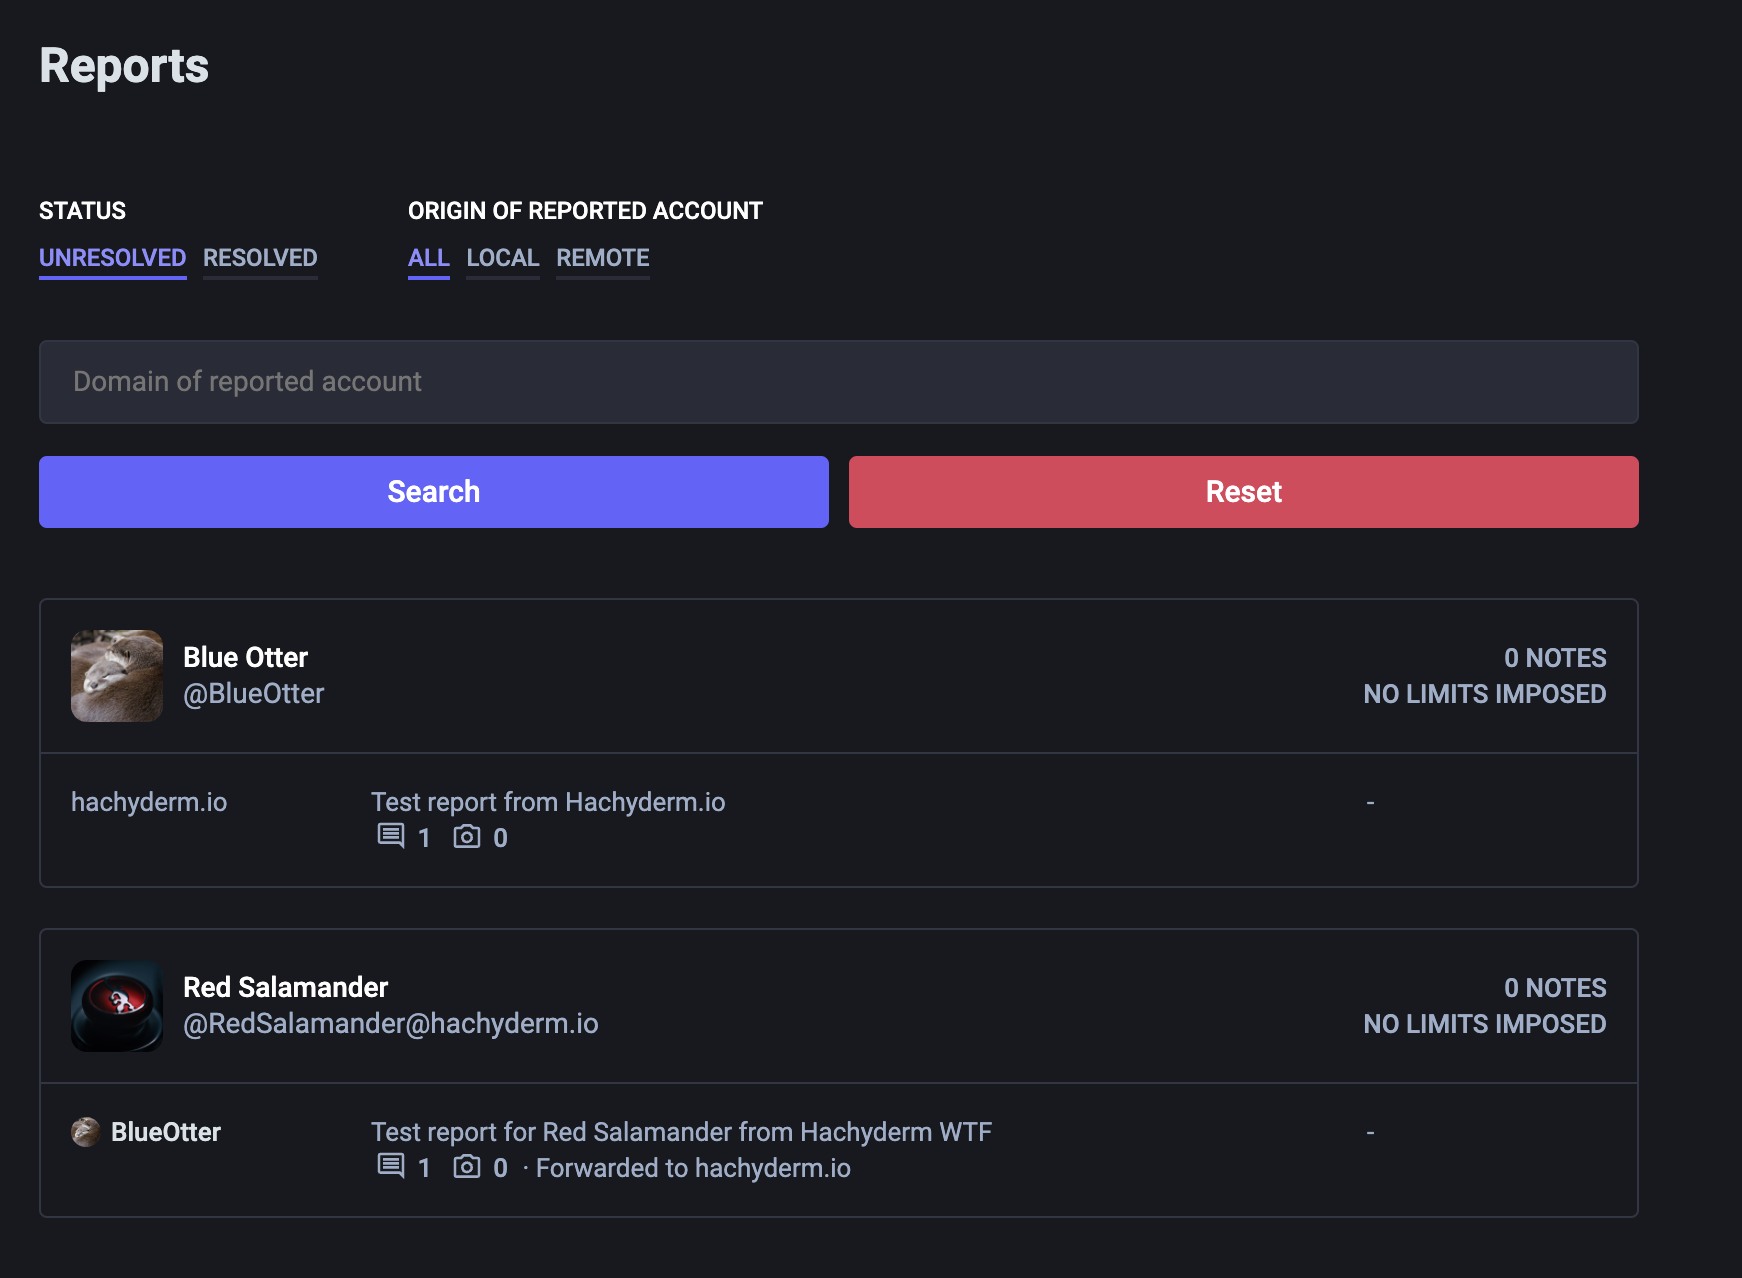 Reports
STATUS
UNRESOLVED RESOLVED
ORIGIN OF REPORTED ACCOUNT
ALL LOCAL REMOTE
Domain of reported account
Search
Reset
Blue Otter
@BlueOtter
0 NOTES
NO LIMITS IMPOSED
hachyderm.io
Test report from Hachyderm.io
1 0
-
Red Salamander
@RedSalamander@hachyderm.io
0 NOTES
NO LIMITS IMPOSED
BlueOtter
Test report for Red Salamander from Hachyderm WTF
1 0 · Forwarded to hachyderm.io
-